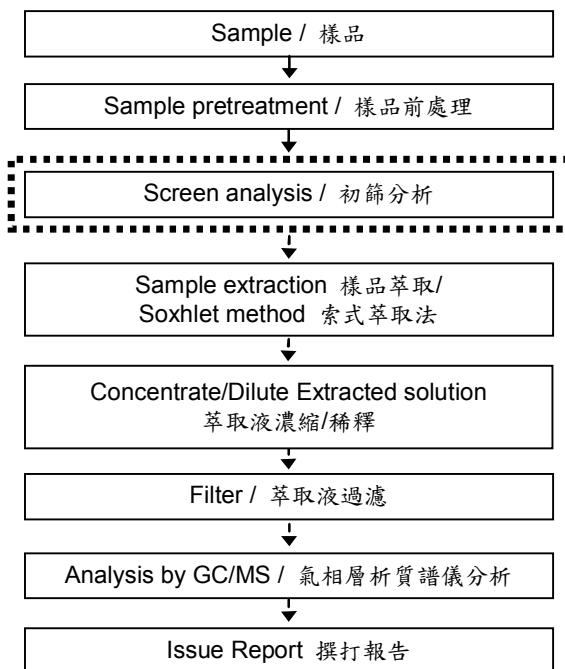 Sample / 樣品
Sample pretreatment / 樣品前處理
Screen analysis / 初篩分析
Sample extraction 樣品萃取/
Soxhlet method 索式萃取法
Concentrate/Dilute Extracted solution
萃取液濃縮/稀釋
Filter / 萃取液過濾
Analysis by GC/MS / 氣相層析質譜儀分析
Issue Report 撰打報告